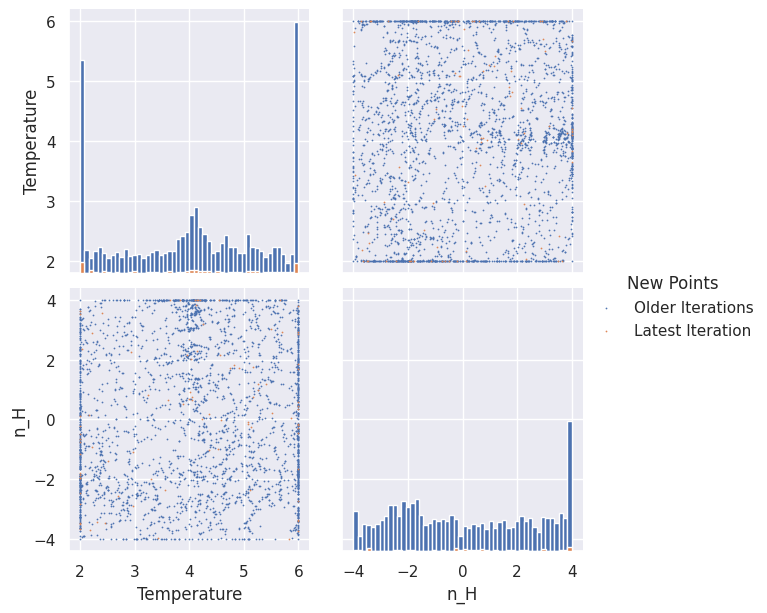 6
5
4
3
2
Temperature
4
2
0
−2
−4
n_H
2 3 4 5 6
Temperature
−4 −2 0 2 4
n_H
New Points
Older Iterations
Latest Iteration